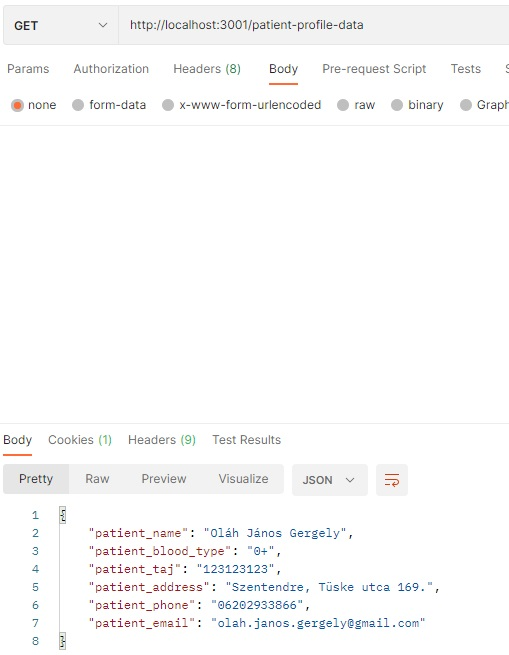 GET http://localhost:3001/patient-profile-data
Params Authorization Headers (8) Body Pre-request Script Tests S
none form-data x-www-form-urlencoded raw binary Graph
Body Cookies (1) Headers (9) Test Results
Pretty Raw Preview Visualize JSON
1 {
2 "patient_name": "Oláh János Gergely",
3 "patient_blood_type": "0+",
4 "patient_taj": "123123123",
5 "patient_address": "Szentendre, Tüske utca 169.",
6 "patient_phone": "06202933866",
7 "patient_email": "olah.janos.gergely@gmail.com"
8 }